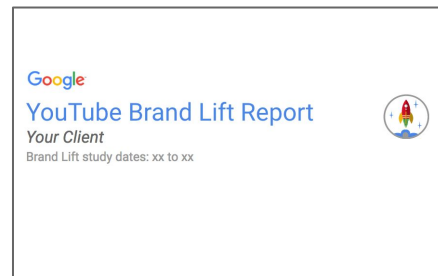 Google
YouTube Brand Lift Report
Your Client
Brand Lift study dates: xx to xx